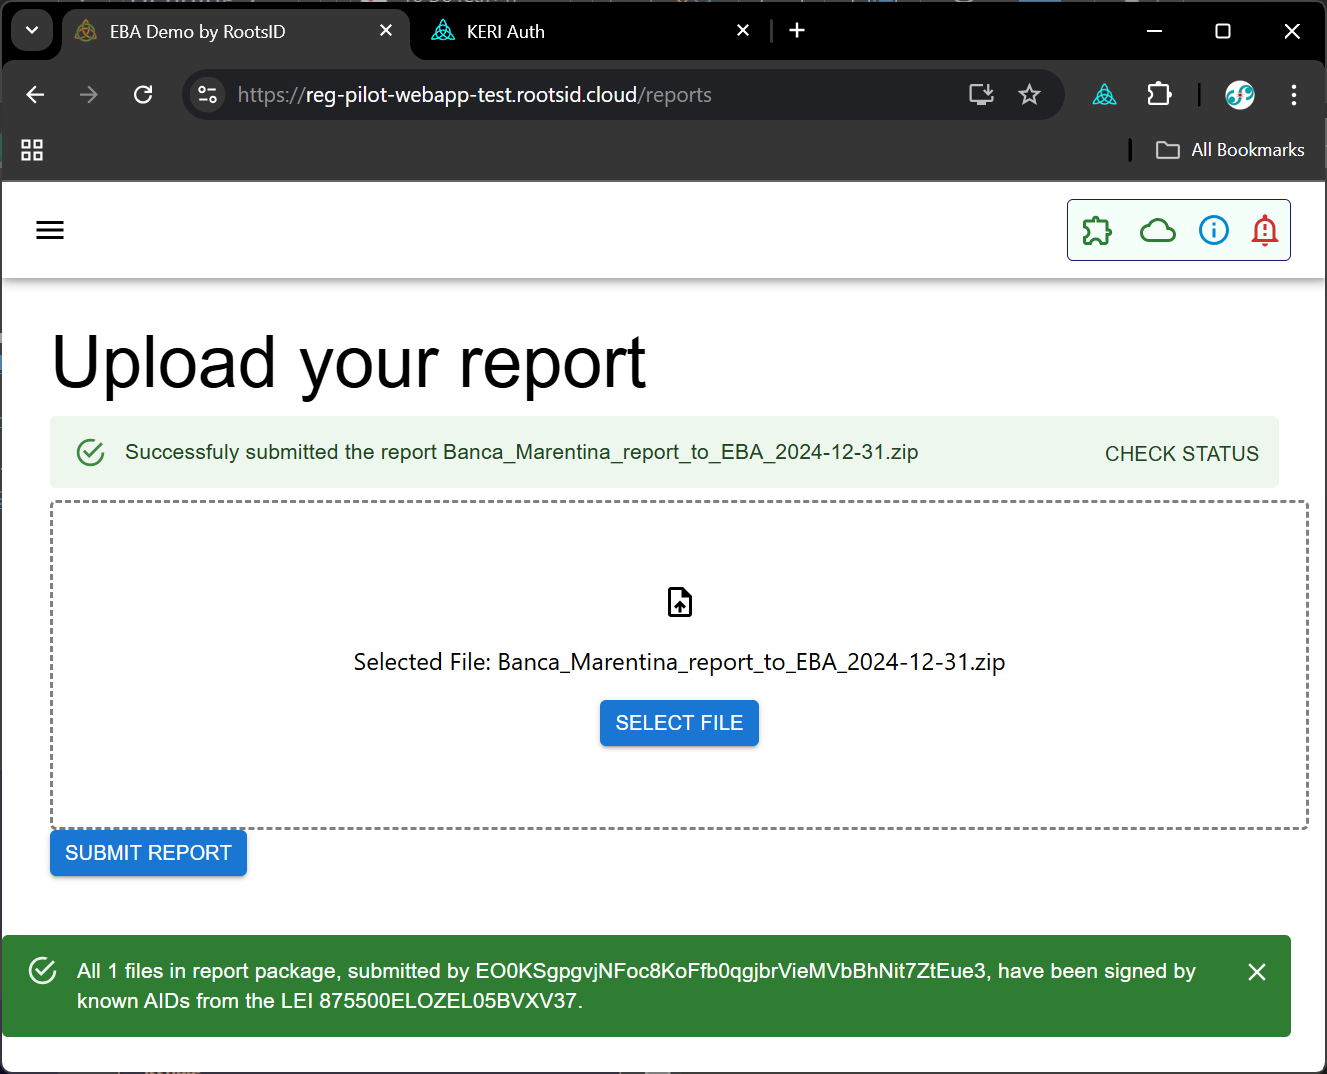 EBA Demo by RootsID
KERI Auth
https://reg-pilot-webapp-test.rootsid.cloud/reports
All Bookmarks
Upload your report
Successfuly submitted the report Banca_Marentina_report_to_EBA_2024-12-31.zip
CHECK STATUS
Selected File: Banca_Marentina_report_to_EBA_2024-12-31.zip
SELECT FILE
SUBMIT REPORT
All 1 files in report package, submitted by EO0KSgpgvjNFoc8KoFfb0qgjbrVieMVbBhNit7ZtEue3, have been signed by
known AIDs from the LEI 875500ELOZEL05BVXV37.